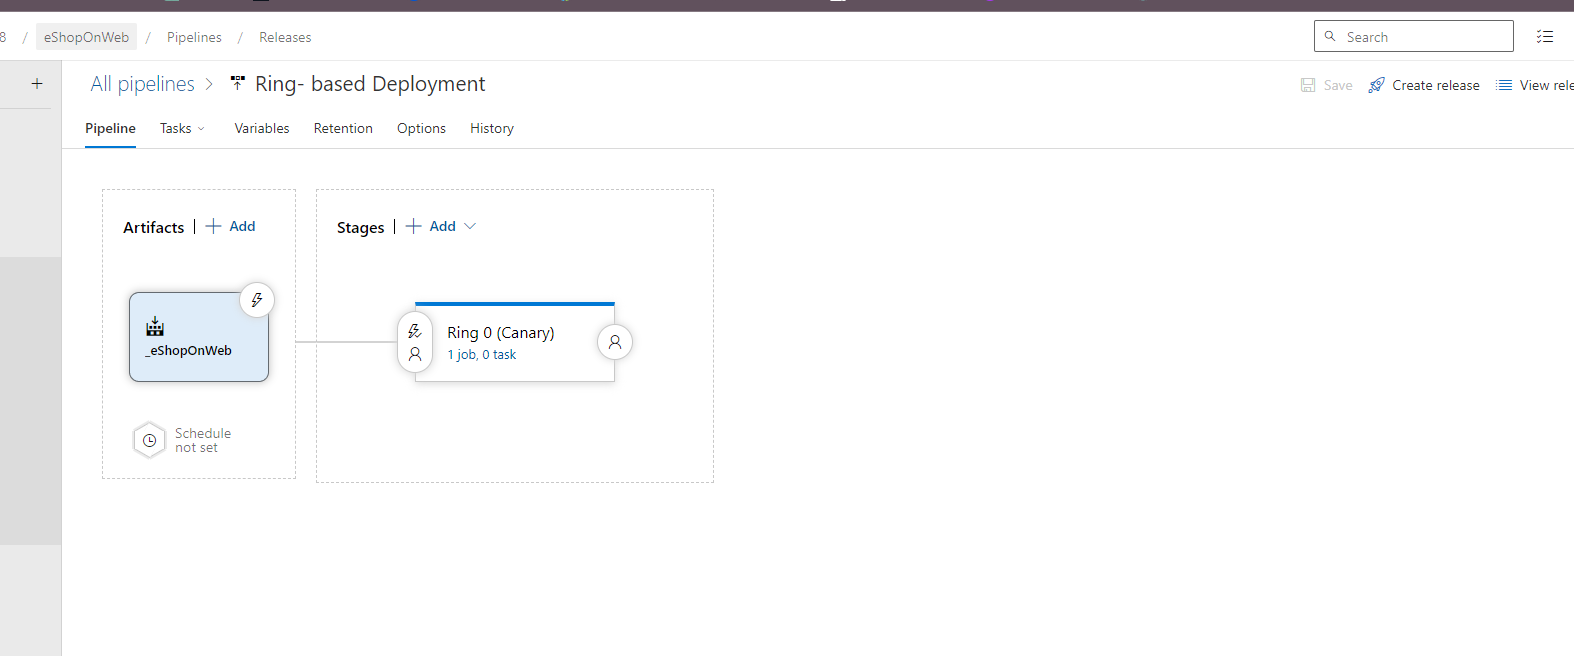 8 / eShopOnWeb / Pipelines / Releases
Search
All pipelines > Ring- based Deployment
Save Create release View rele
Pipeline Tasks Variables Retention Options History
Artifacts | + Add
Stages | + Add
_eShopOnWeb
Ring 0 (Canary)
1 job, 0 task
Schedule
not set